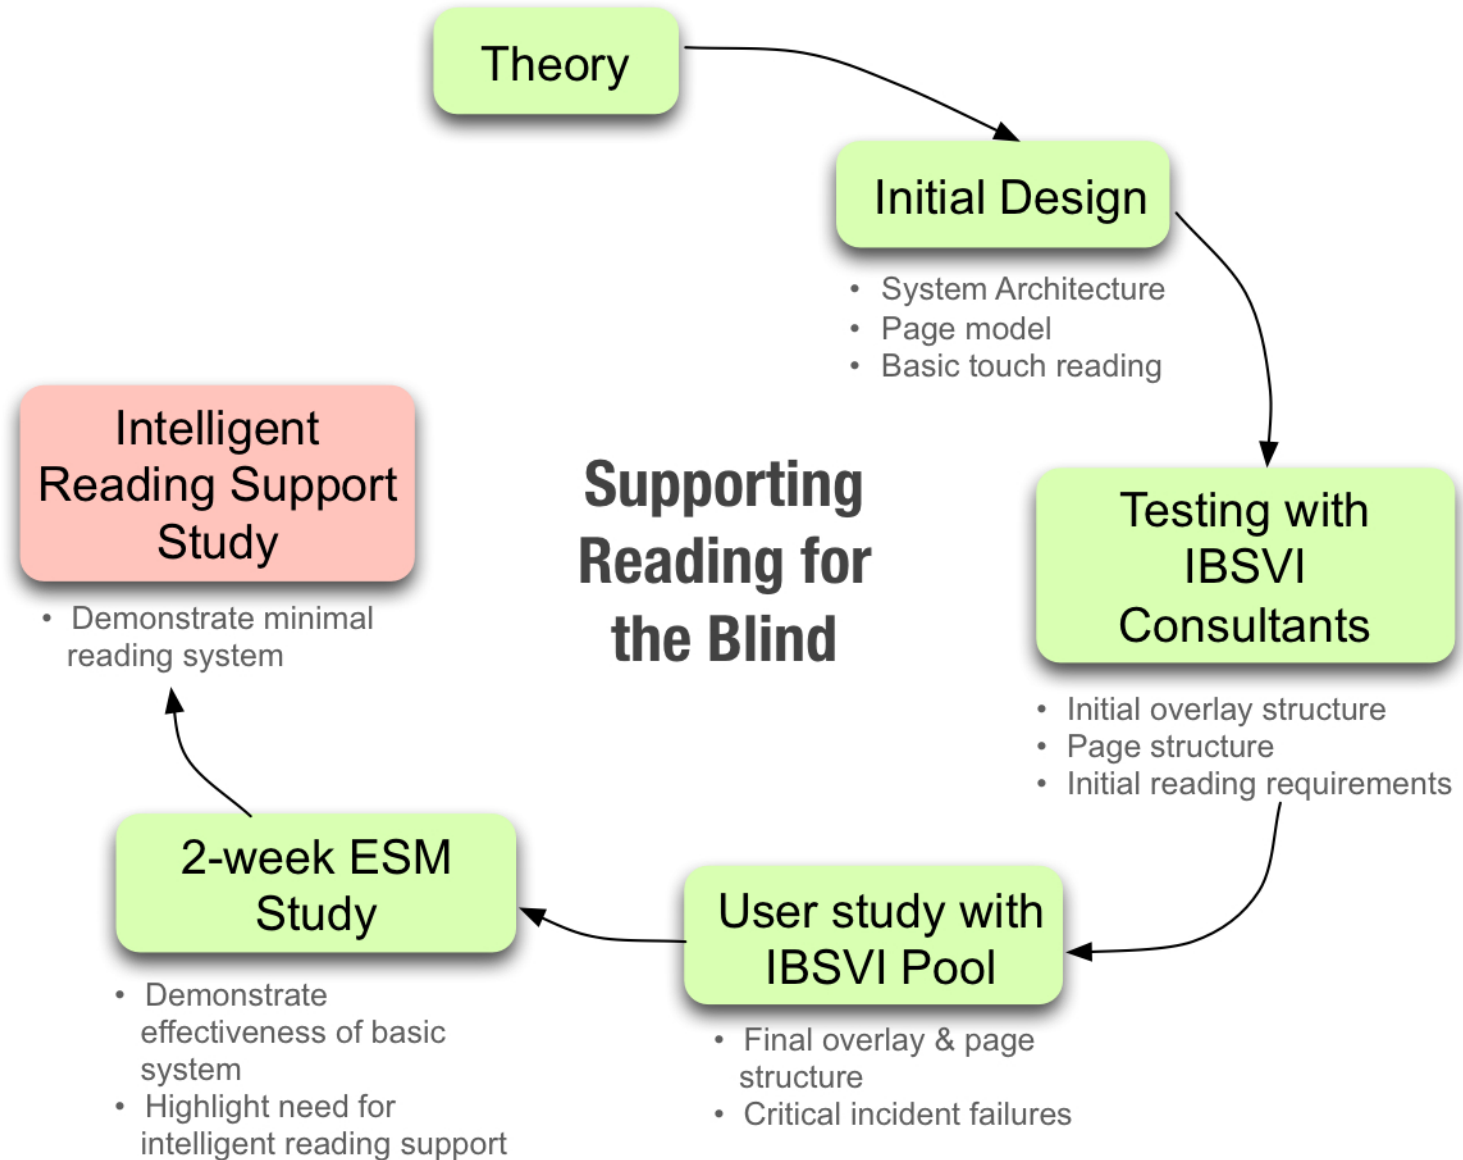 Theory
Initial Design
• System Architecture
• Page model
• Basic touch reading
Testing with
IBSVI
Consultants
• Initial overlay structure
• Page structure
• Initial reading requirements
User study with
IBSVI Pool
• Final overlay & page
structure
• Critical incident failures
2-week ESM
Study
• Demonstrate
effectiveness of basic
system
• Highlight need for
intelligent reading support
Intelligent
Reading Support
Study
• Demonstrate minimal
reading system
Supporting
Reading for
the Blind